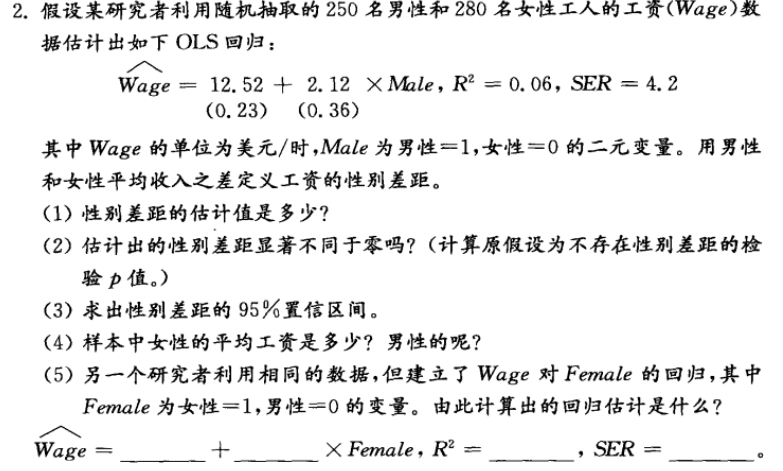 2. 假设某研究者利用随机抽取的 250 名男性和 280 名女性工人的工资(Wage)数
据估计出如下 OLS 回归：
Wage^ = 12.52 + 2.12 × Male, R² = 0.06, SER = 4.2
(0.23) (0.36)
其中 Wage 的单位为美元/时,Male 为男性=1,女性=0 的二元变量。用男性
和女性平均收入之差定义工资的性别差距。
(1) 性别差距的估计值是多少?
(2) 估计出的性别差距显著不同于零吗?(计算原假设为不存在性别差距的检
验 p 值。)
(3) 求出性别差距的 95%置信区间。
(4) 样本中女性的平均工资是多少? 男性的呢?
(5) 另一个研究者利用相同的数据,但建立了 Wage 对 Female 的回归,其中
Female 为女性=1,男性=0 的变量。由此计算出的回归估计是什么?
Wage^ = ______ + ______ × Female, R² = ______, SER = ______。